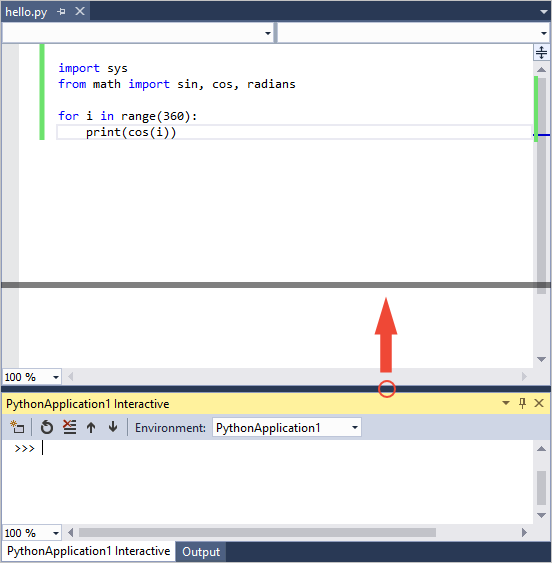 hello.py
import sys
from math import sin, cos, radians
for i in range(360):
    print(cos(i))
100 %
PythonApplication1 Interactive
Environment: PythonApplication1
>>>
100 %
PythonApplication1 Interactive Output